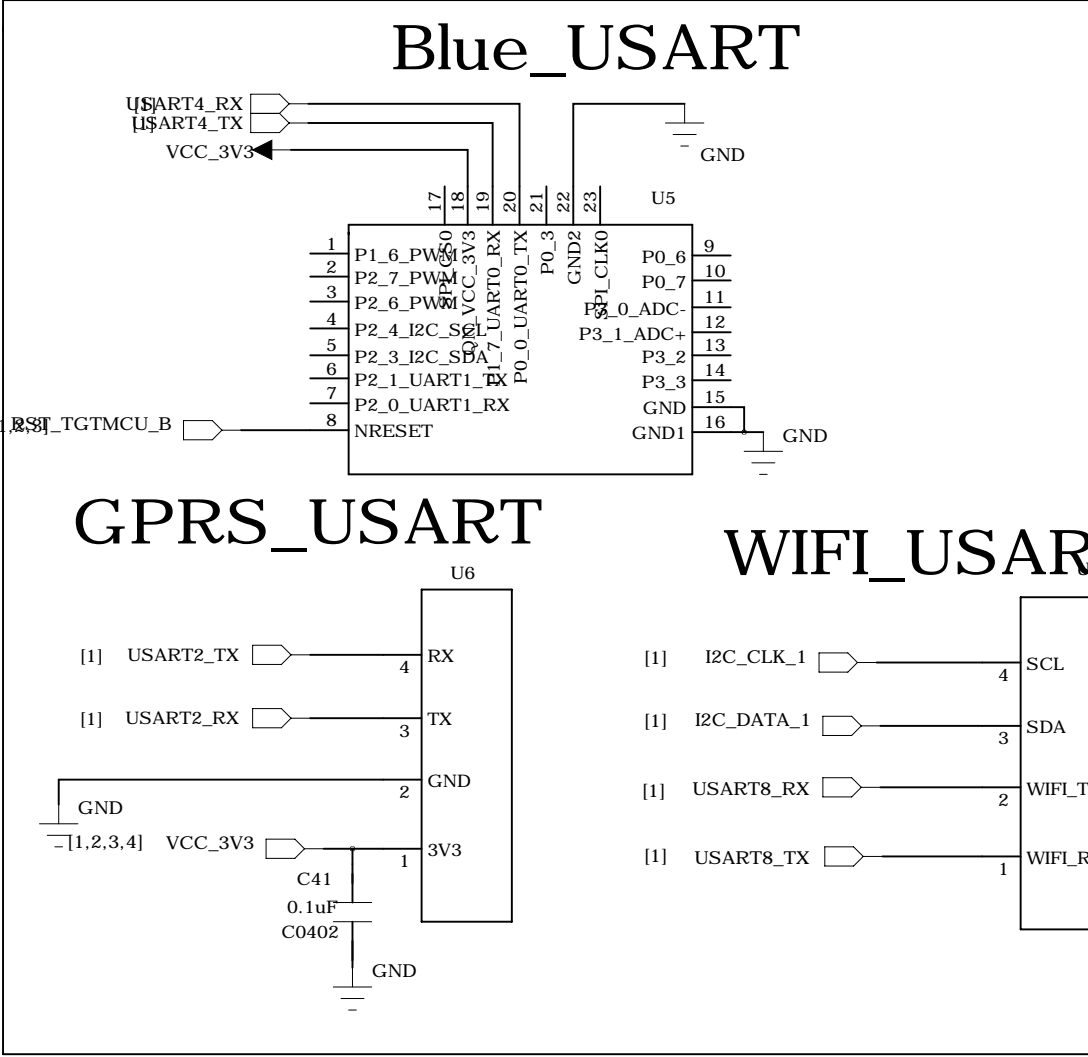 Blue_USART
[1] USART4_RX
[1] USART4_TX
VCC_3V3
GND
U5
17
18
19
20
21
22
23
SPI_CS0
QN_VCC_3V3
P1_7_UART0_RX
P0_0_UART0_TX
P0_3
GND2
SPI_CLK0
1 P1_6_PWM
2 P2_7_PWM
3 P2_6_PWM
4 P2_4_I2C_SCL
5 P2_3_I2C_SDA
6 P2_1_UART1_TX
7 P2_0_UART1_RX
RST_TGTMCU_B 8 NRESET
P0_6 9
P0_7 10
P3_0_ADC- 11
P3_1_ADC+ 12
P3_2 13
P3_3 14
GND 15
GND1 16
GND
GPRS_USART
U6
[1] USART2_TX 4 RX
[1] USART2_RX 3 TX
2 GND
GND
[1,2,3,4] VCC_3V3 1 3V3
C41
0.1uF
C0402
GND
WIFI_USAR
[1] I2C_CLK_1 4 SCL
[1] I2C_DATA_1 3 SDA
[1] USART8_RX 2 WIFI_T
[1] USART8_TX 1 WIFI_R